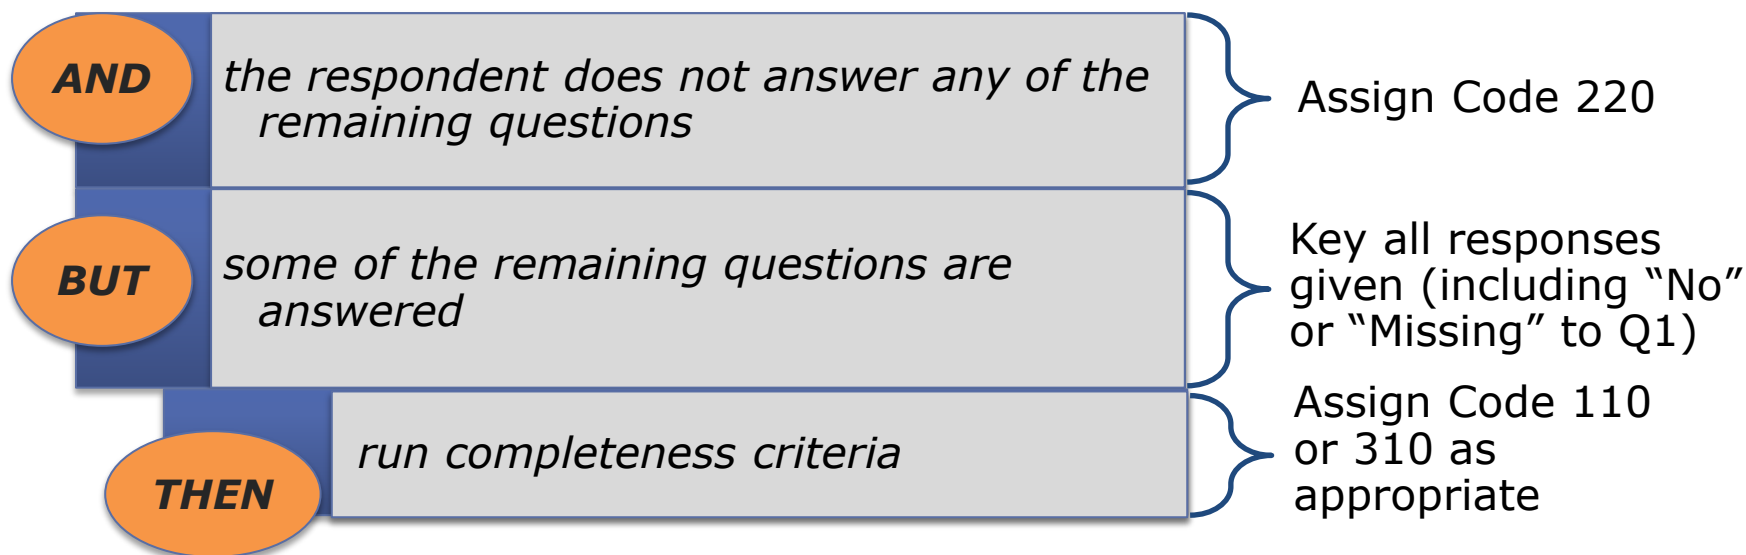 AND
the respondent does not answer any of the
remaining questions
Assign Code 220
BUT
some of the remaining questions are
answered
Key all responses
given (including “No”
or “Missing” to Q1)
THEN
run completeness criteria
Assign Code 110
or 310 as
appropriate